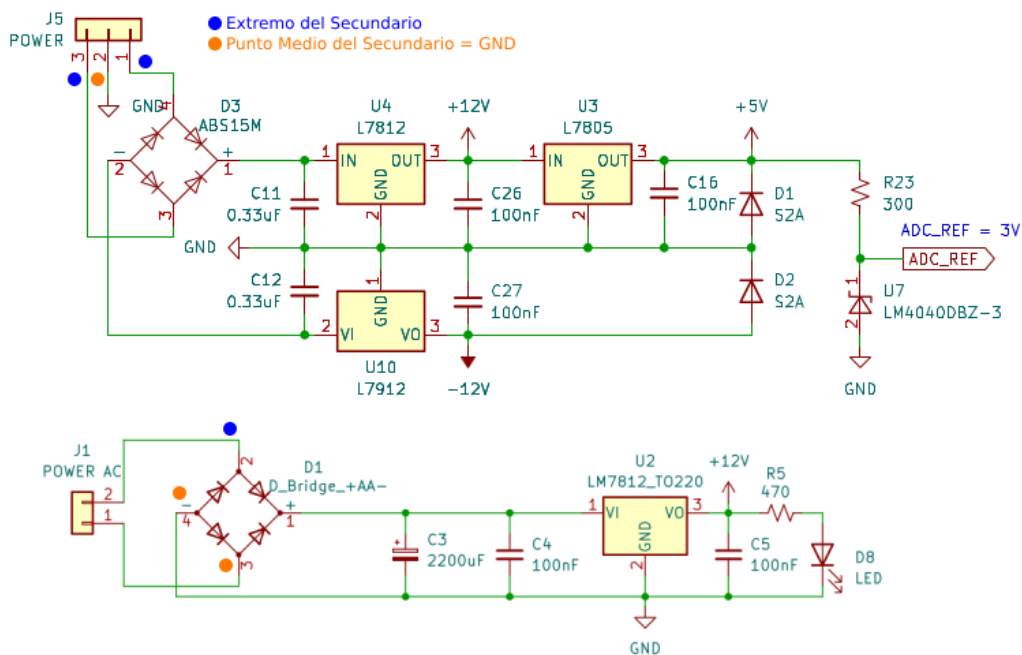 J5
POWER
Extremo del Secundario
Punto Medio del Secundario = GND
3
2
1
GND
4
D3
ABS15M
-
2
+
1
3
U4
L7812
1
IN
OUT
3
GND
2
+12V
U3
L7805
1
IN
OUT
3
GND
2
+5V
C11
0.33uF
C26
100nF
C16
100nF
D1
S2A
R23
300
ADC_REF = 3V
ADC_REF
GND
C12
0.33uF
1
GND
2
VI
VO
3
U10
L7912
C27
100nF
-12V
D2
S2A
1
2
U7
LM4040DBZ-3
GND
J1
POWER AC
2
1
2
D1
D_Bridge_+AA-
-
4
+
1
3
C3
2200uF
+
C4
100nF
U2
LM7812_TO220
1
VI
VO
3
GND
2
+12V
R5
470
C5
100nF
D8
LED
GND